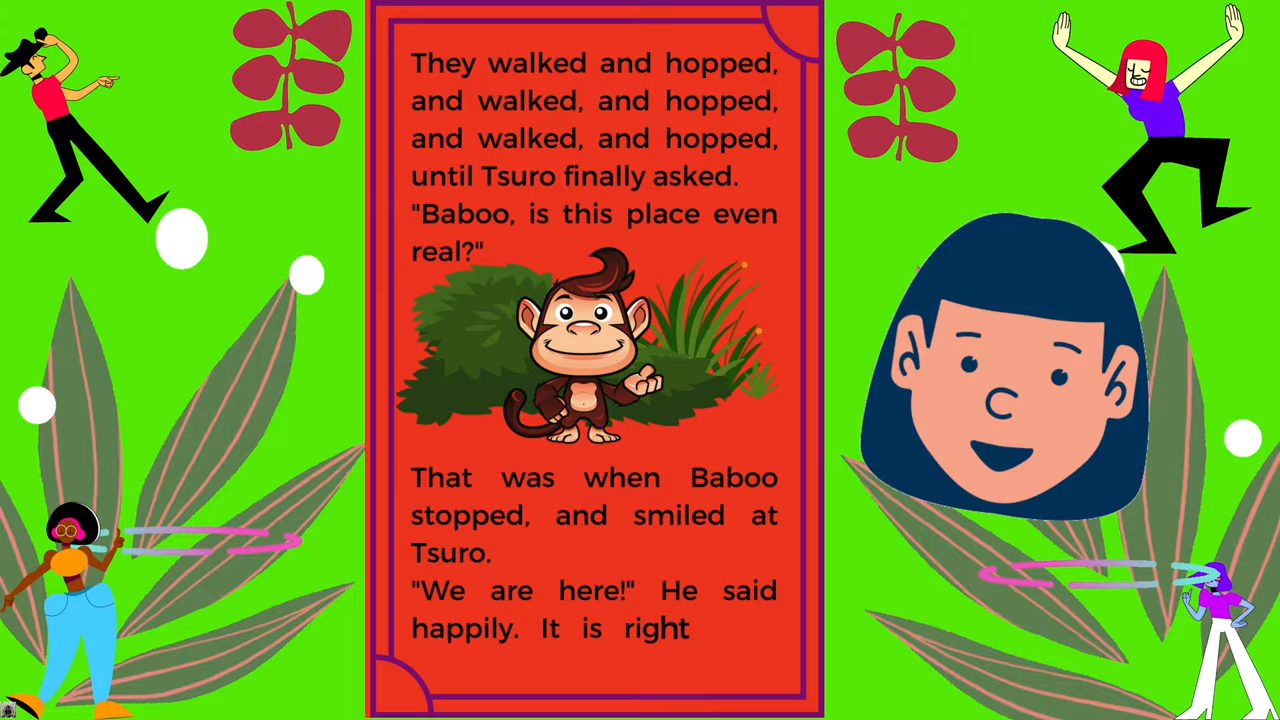 They walked and hopped,
and walked, and hopped,
and walked, and hopped,
until Tsuro finally asked.
"Baboo, is this place even
real?"
That was when Baboo
stopped, and smiled at
Tsuro.
"We are here!" He said
happily. It is right